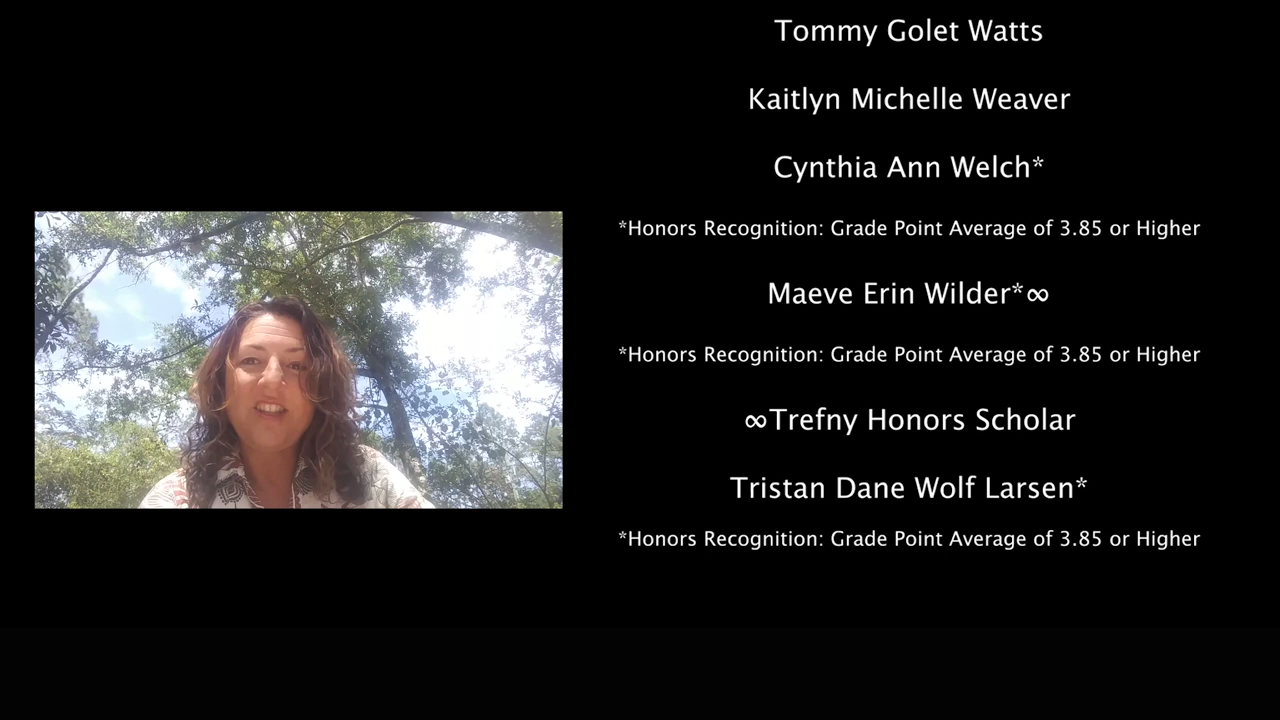 Tommy Golet Watts
Kaitlyn Michelle Weaver
Cynthia Ann Welch*
*Honors Recognition: Grade Point Average of 3.85 or Higher
Maeve Erin Wilder*∞
*Honors Recognition: Grade Point Average of 3.85 or Higher
∞Trefny Honors Scholar
Tristan Dane Wolf Larsen*
*Honors Recognition: Grade Point Average of 3.85 or Higher